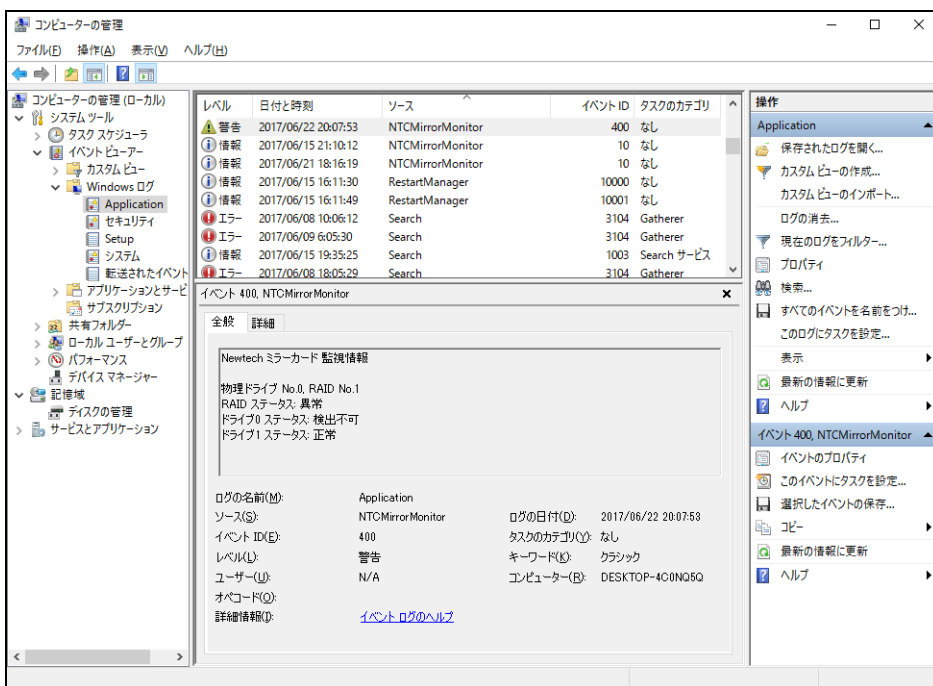 コンピューターの管理
ファイル(F) 操作(A) 表示(V) ヘルプ(H)
コンピューターの管理 (ローカル)
システム ツール
タスク スケジューラ
イベント ビューアー
カスタム ビュー
Windows ログ
Application
セキュリティ
Setup
システム
転送されたイベント
アプリケーションとサービ
サブスクリプション
共有フォルダー
ローカル ユーザーとグループ
パフォーマンス
デバイス マネージャー
記憶域
ディスクの管理
サービスとアプリケーション
レベル 日付と時刻 ソース イベント ID タスクのカテゴリ
警告 2017/06/22 20:07:53 NTCMirrorMonitor 400 なし
情報 2017/06/15 21:10:12 NTCMirrorMonitor 10 なし
情報 2017/06/21 18:16:19 NTCMirrorMonitor 10 なし
情報 2017/06/15 16:11:30 RestartManager 10000 なし
情報 2017/06/15 16:11:49 RestartManager 10001 なし
エラー 2017/06/08 10:06:12 Search 3104 Gatherer
エラー 2017/06/09 6:05:30 Search 3104 Gatherer
情報 2017/06/15 19:35:25 Search 1003 Search サービス
エラー 2017/06/08 18:05:29 Search 3104 Gatherer
イベント 400, NTCMirrorMonitor
全般 詳細
Newtech ミラーカード 監視情報
物理ドライブ No.0, RAID No.1
RAID ステータス: 異常
ドライブ0 ステータス: 検出不可
ドライブ1 ステータス: 正常
ログの名前(M): Application
ソース(S): NTCMirrorMonitor ログの日付(D): 2017/06/22 20:07:53
イベント ID(E): 400 タスクのカテゴリ(Y): なし
レベル(L): 警告 キーワード(K): クラシック
ユーザー(U): N/A コンピューター(R): DESKTOP-4C0NQ5Q
オペコード(O):
詳細情報(I): イベント ログのヘルプ
操作
Application
保存されたログを開く...
カスタム ビューの作成...
カスタム ビューのインポート...
ログの消去...
現在のログをフィルター...
プロパティ
検索...
すべてのイベントを名前をつけ...
このログにタスクを設定...
表示
最新の情報に更新
ヘルプ
イベント 400, NTCMirrorMonitor
イベントのプロパティ
このイベントにタスクを設定...
選択したイベントの保存...
コピー
最新の情報に更新
ヘルプ